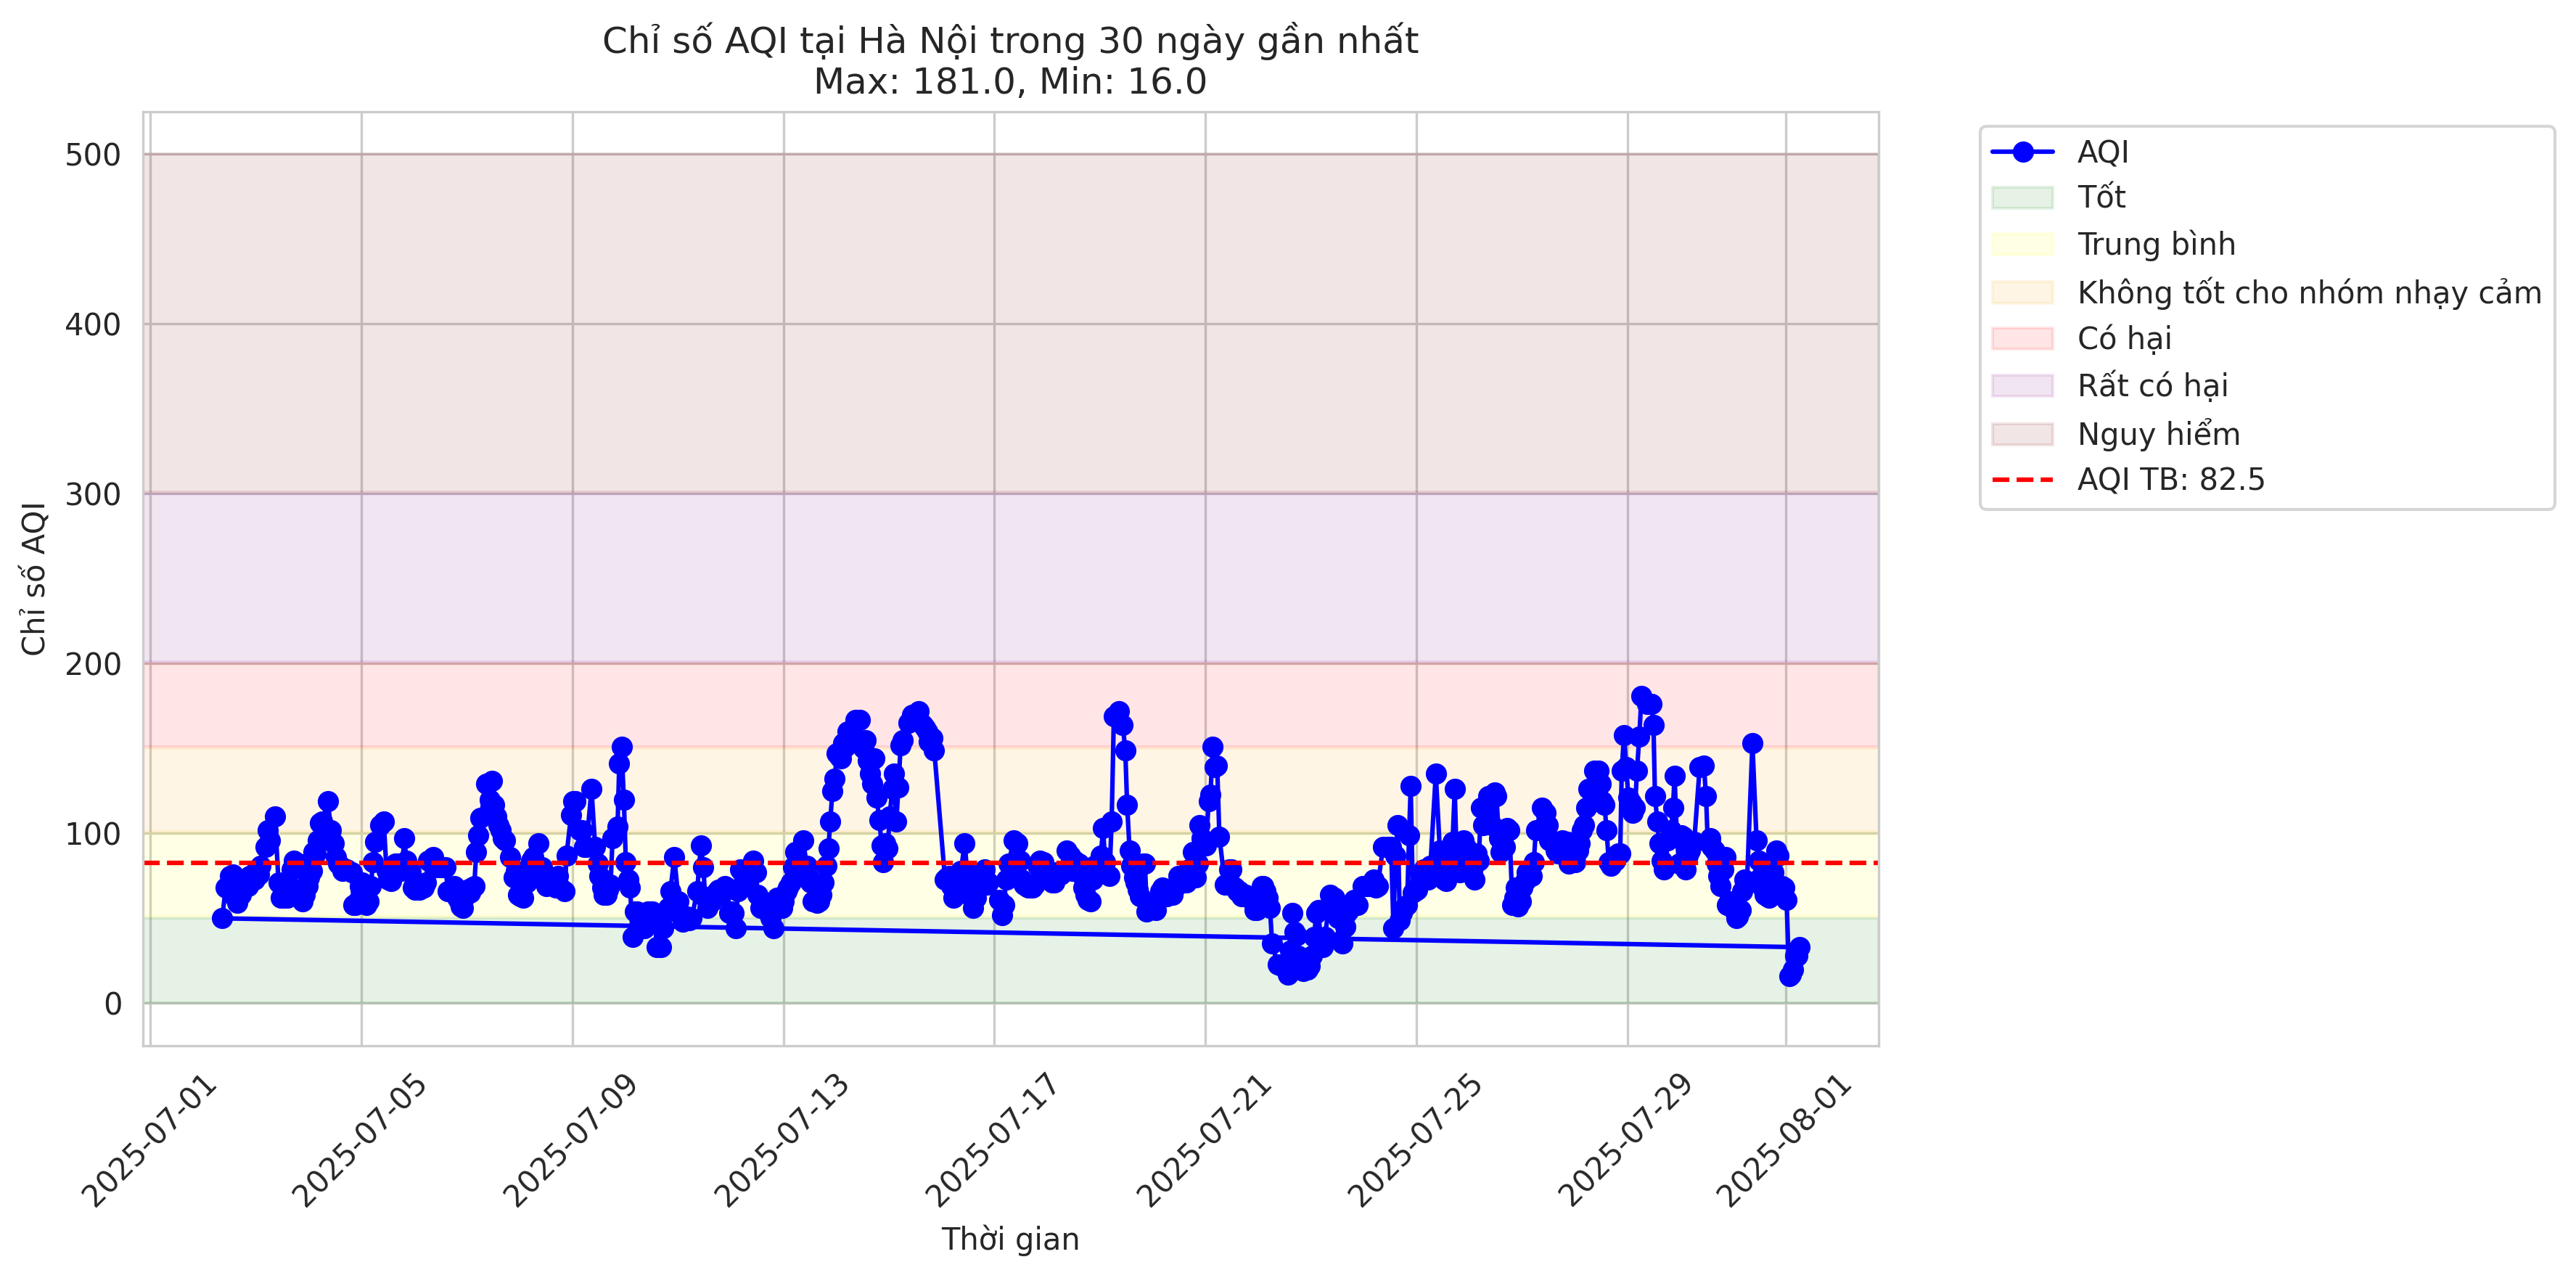 Chỉ số AQI tại Hà Nội trong 30 ngày gần nhất
Max: 181.0, Min: 16.0
Chỉ số AQI
500
400
300
200
100
0
2025-07-01
2025-07-05
2025-07-09
2025-07-13
2025-07-17
2025-07-21
2025-07-25
2025-07-29
2025-08-01
Thời gian
AQI
Tốt
Trung bình
Không tốt cho nhóm nhạy cảm
Có hại
Rất có hại
Nguy hiểm
AQI TB: 82.5